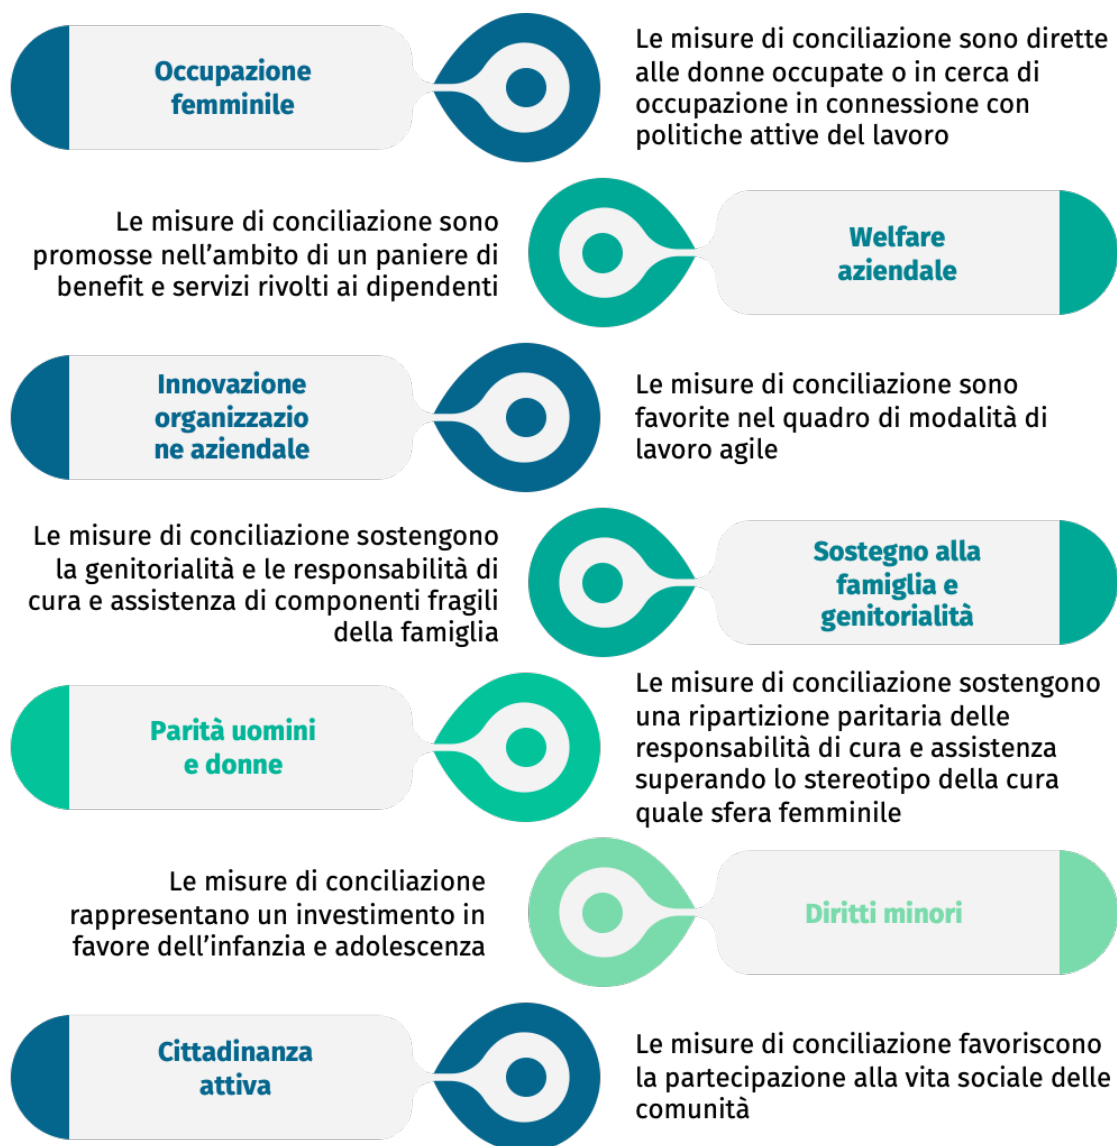 Occupazione
femminile
Le misure di conciliazione sono dirette
alle donne occupate o in cerca di
occupazione in connessione con
politiche attive del lavoro
Le misure di conciliazione sono
promosse nell’ambito di un paniere di
benefit e servizi rivolti ai dipendenti
Welfare
aziendale
Innovazione
organizzazio
ne aziendale
Le misure di conciliazione sono
favorite nel quadro di modalità di
lavoro agile
Le misure di conciliazione sostengono
la genitorialità e le responsabilità di
cura e assistenza di componenti fragili
della famiglia
Sostegno alla
famiglia e
genitorialità
Parità uomini
e donne
Le misure di conciliazione sostengono
una ripartizione paritaria delle
responsabilità di cura e assistenza
superando lo stereotipo della cura
quale sfera femminile
Le misure di conciliazione
rappresentano un investimento in
favore dell’infanzia e adolescenza
Diritti minori
Cittadinanza
attiva
Le misure di conciliazione favoriscono
la partecipazione alla vita sociale delle
comunità